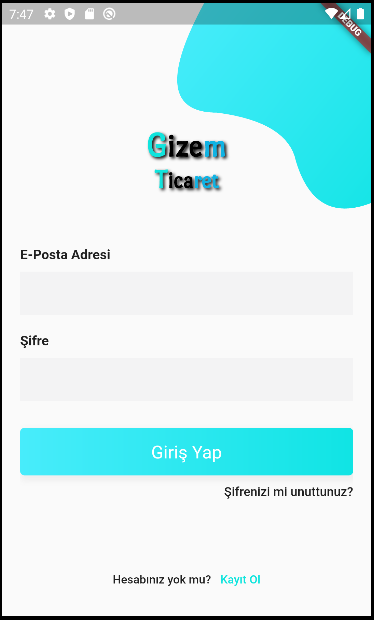 7:47
DEBUG
Gizem
Ticaret
E-Posta Adresi
Şifre
Giriş Yap
Şifrenizi mi unuttunuz?
Hesabınız yok mu? Kayıt Ol